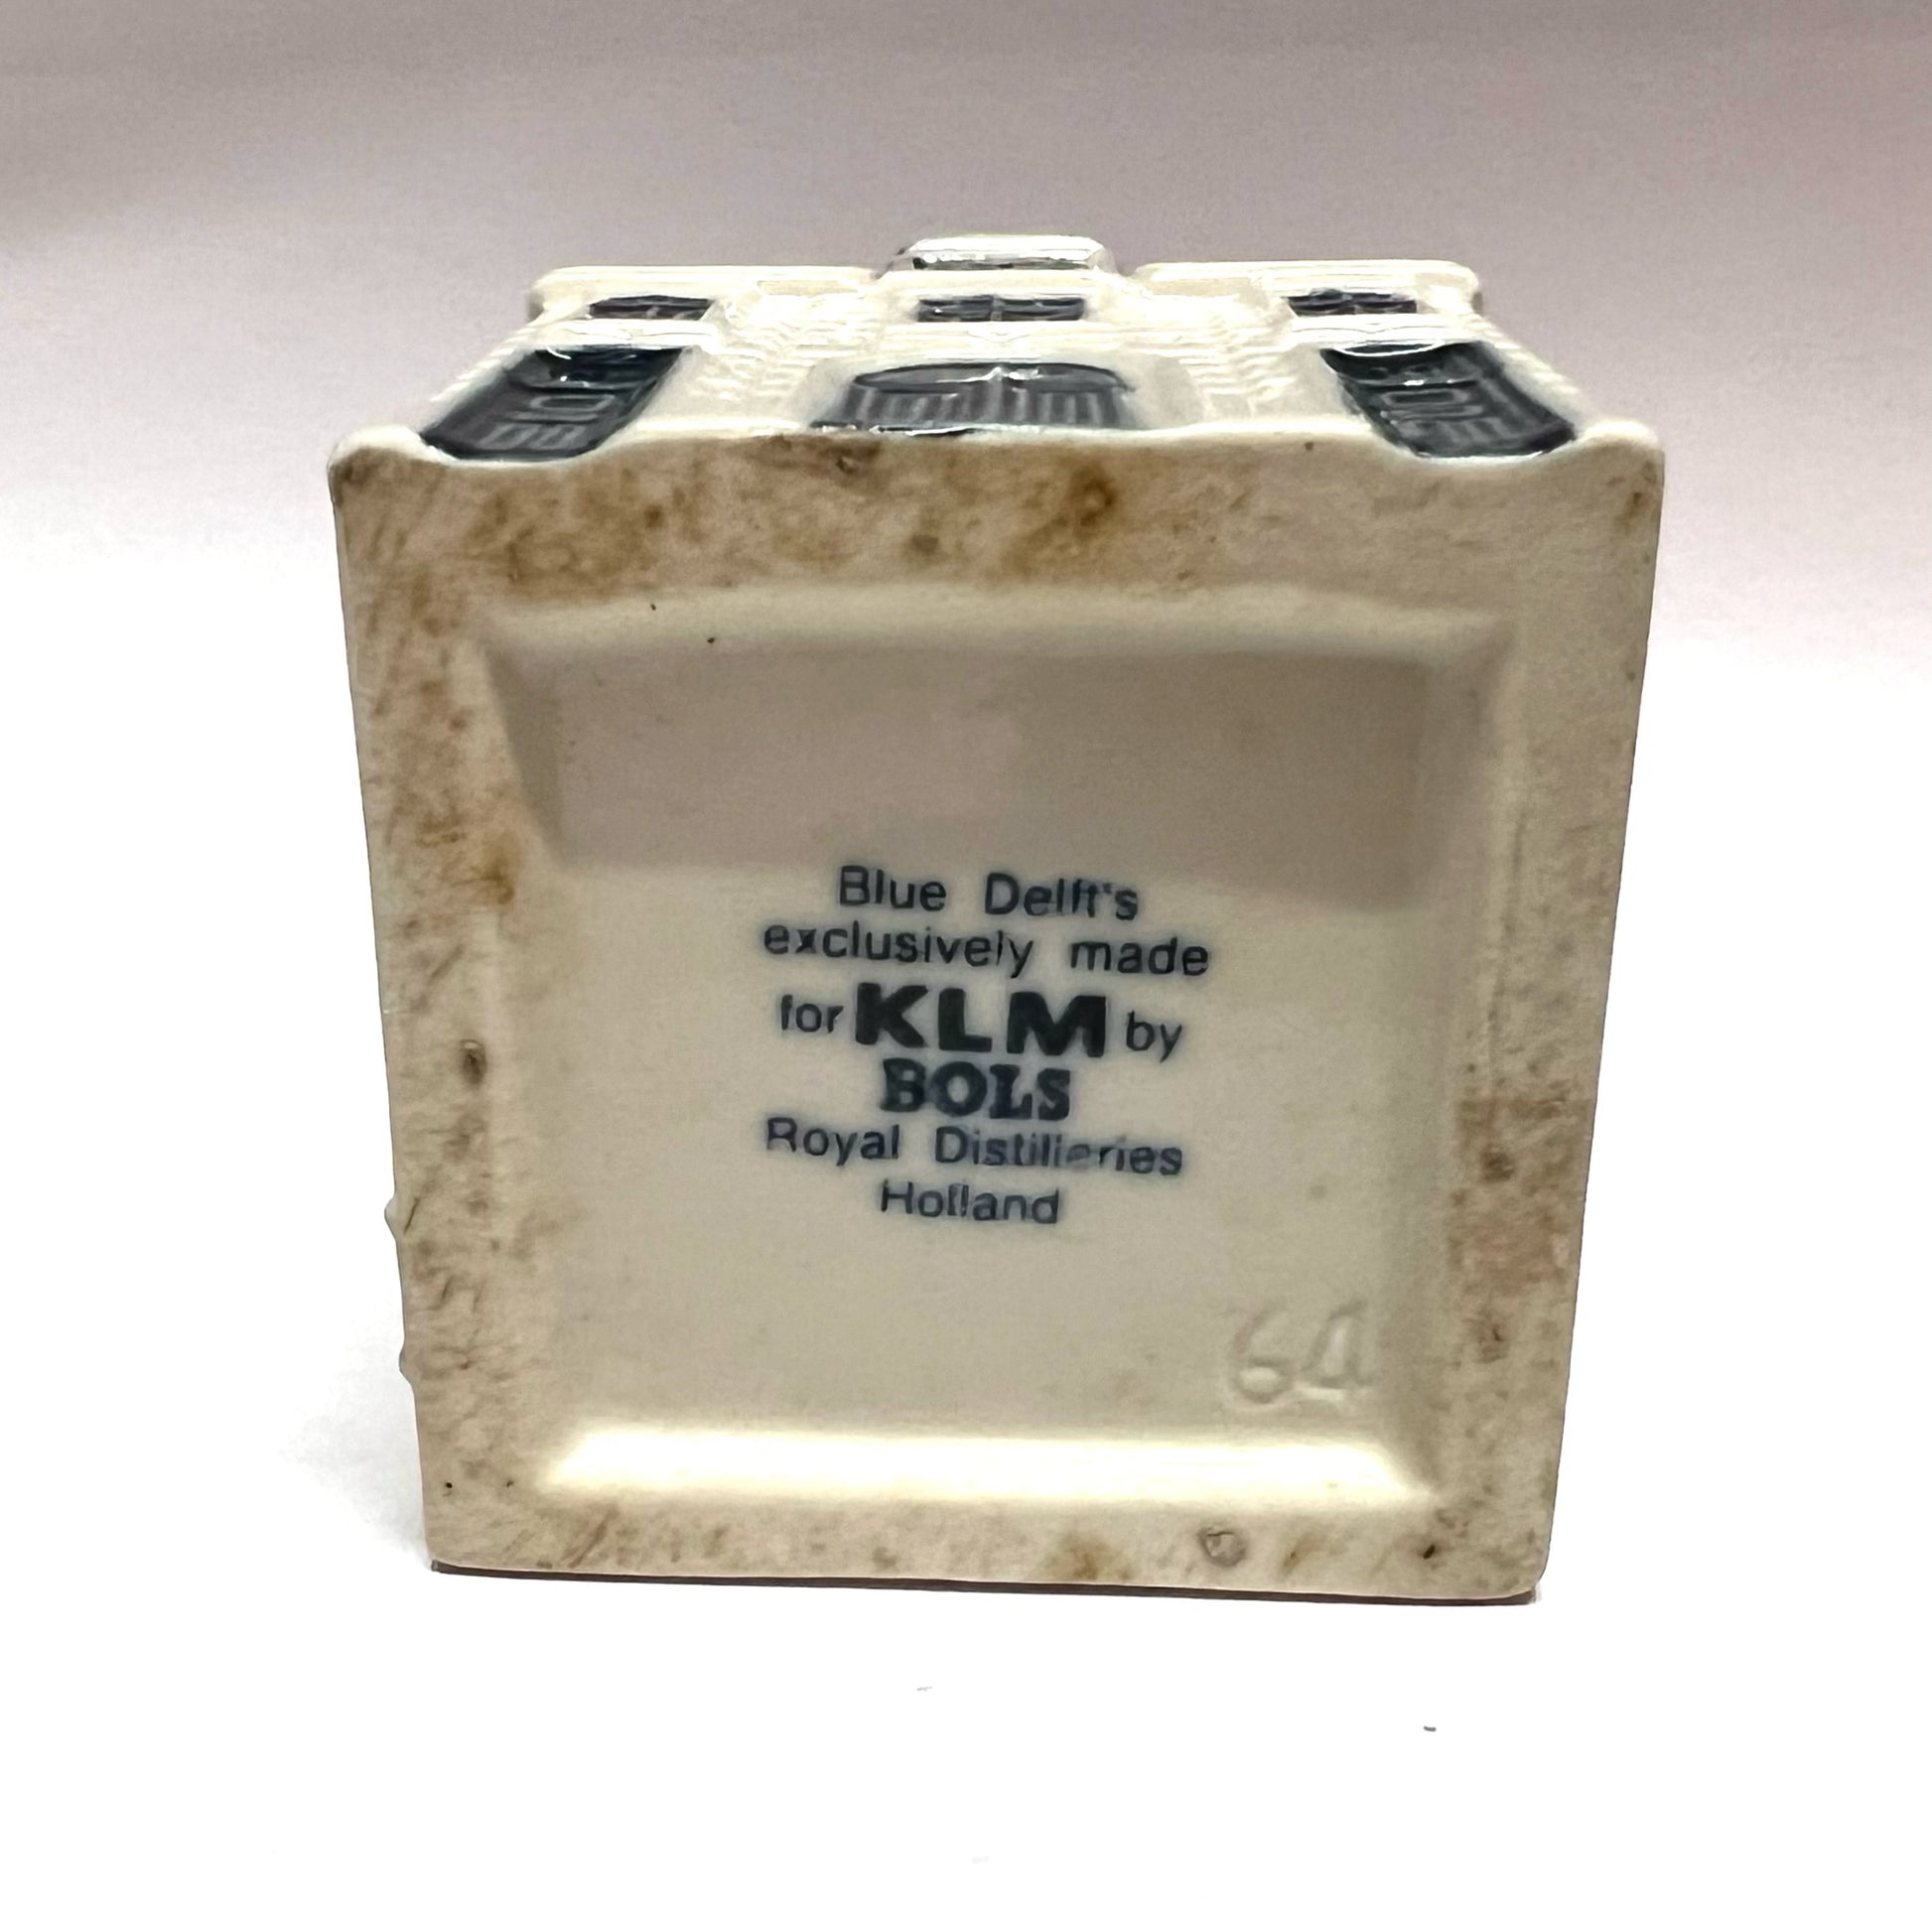 Blue Delft's
exclusively made
for KLM by
BOLS
Royal Distilleries
Holland
64